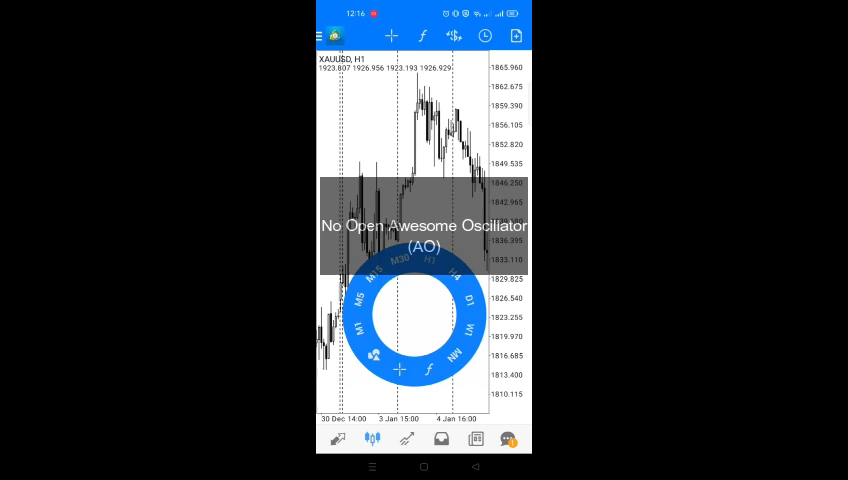 12:16
XAUUSD, H1
1923.807 1926.956 1923.193 1926.929
1865.960
1862.675
1859.390
1856.105
1852.820
1849.535
1846.250
1842.965
No Open Awesome Oscillator
(AO)
1836.395
1833.110
1829.825
1826.540
1823.255
1819.970
1816.685
1813.400
1810.115
M1
M5
M15
M30
H1
H4
D1
W1
MN
30 Dec 14:00 3 Jan 15:00 4 Jan 16:00